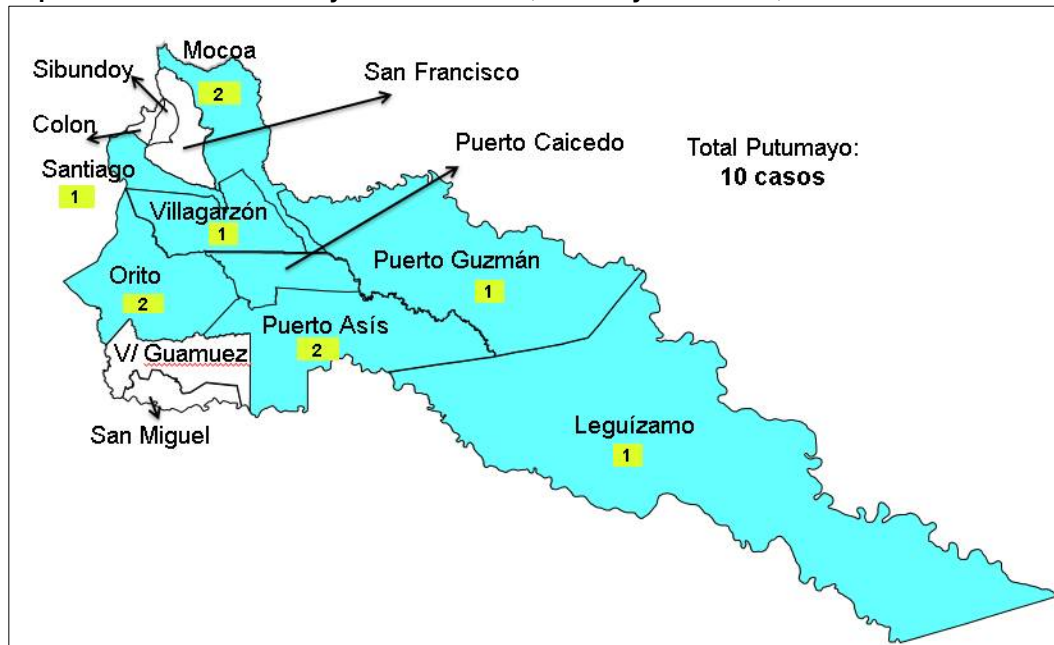 Mocoa
2
Sibundoy
San Francisco
Colon
Puerto Caicedo
Total Putumayo:
10 casos
Santiago
1
Villagarzón
1
Puerto Guzmán
1
Orito
2
Puerto Asís
2
V/ Guamuez
San Miguel
Leguízamo
1